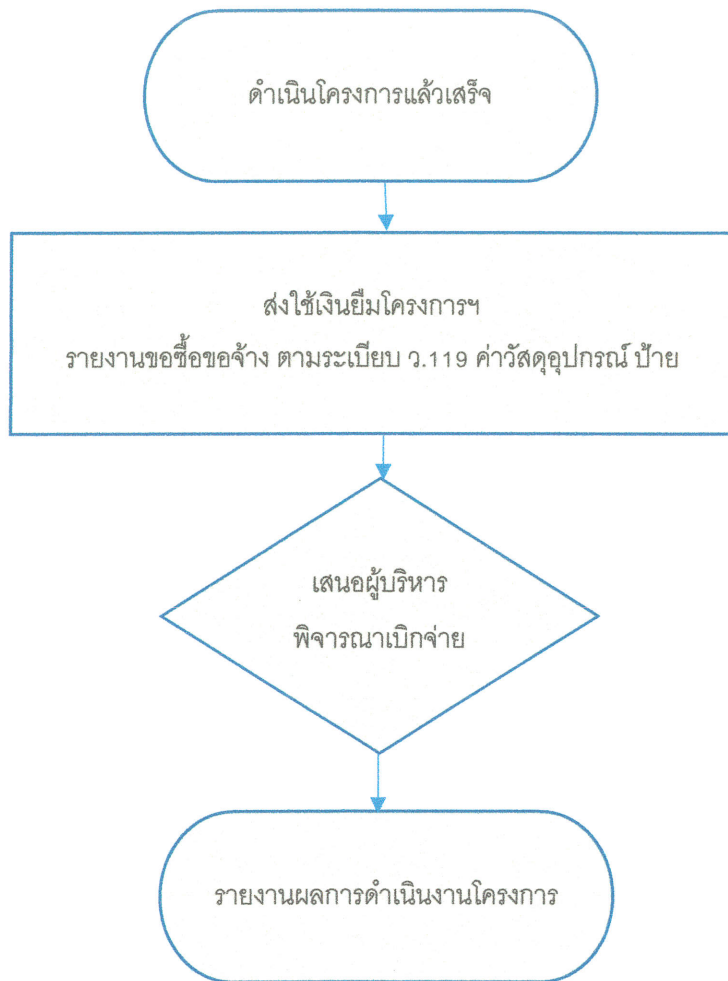 ดำเนินโครงการแล้วเสร็จ
ส่งใช้เงินยืมโครงการฯ
รายงานขอซื้อขอจ้าง ตามระเบียบ ว.119 ค่าวัสดุอุปกรณ์ ป้าย
เสนอผู้บริหาร
พิจารณาเบิกจ่าย
รายงานผลการดำเนินงานโครงการ